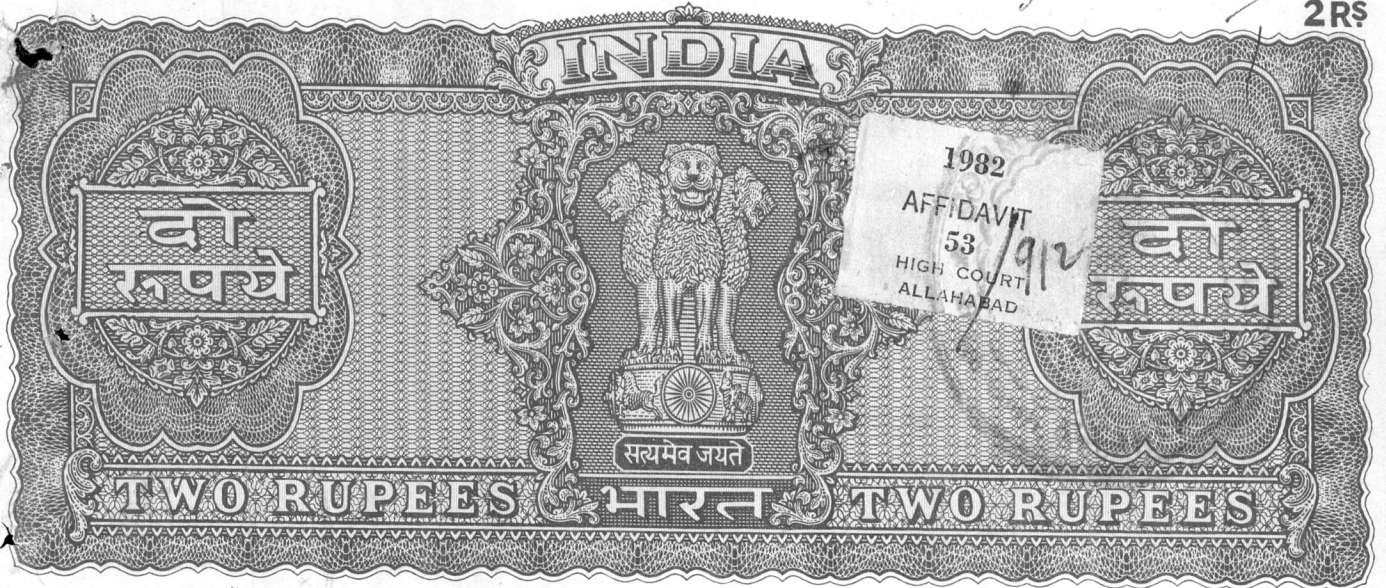 2 RS
INDIA
दो
रूपये
1982
AFFIDAVIT
53
HIGH COURT
ALLAHABAD
दो
रूपये
सत्यमेव जयते
TWO RUPEES
भारत
TWO RUPEES